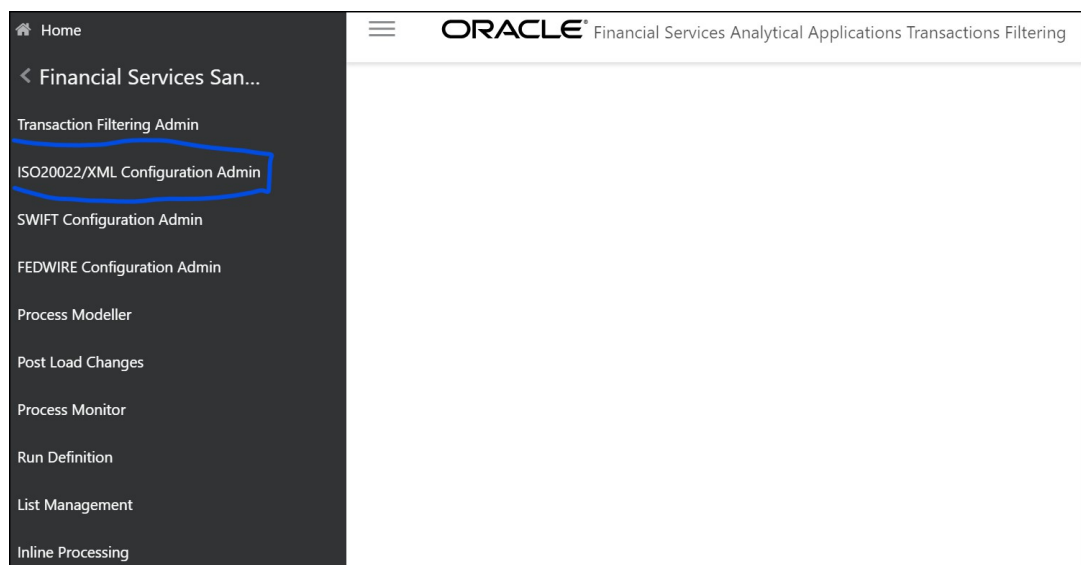 Home
ORACLE® Financial Services Analytical Applications Transactions Filtering
Financial Services San...
Transaction Filtering Admin
ISO20022/XML Configuration Admin
SWIFT Configuration Admin
FEDWIRE Configuration Admin
Process Modeller
Post Load Changes
Process Monitor
Run Definition
List Management
Inline Processing